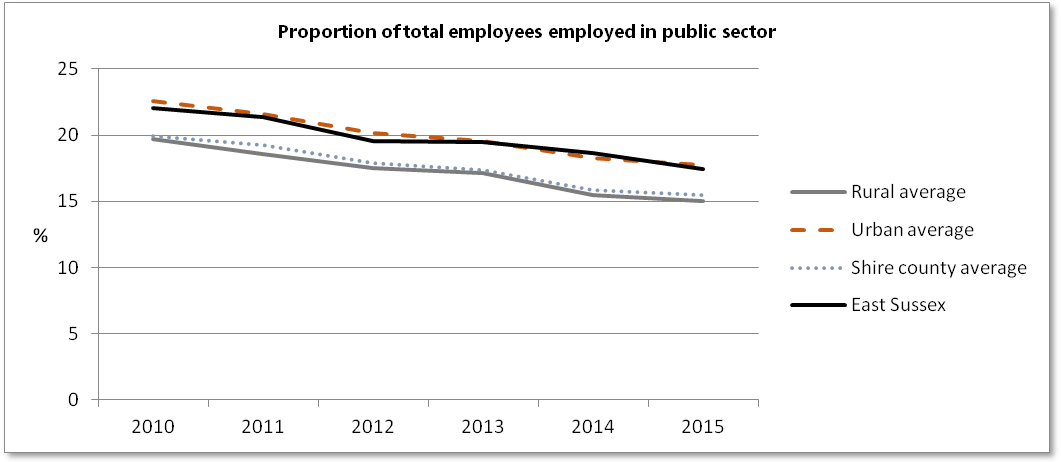 Proportion of total employees employed in public sector
25
20
15
%
10
5
0
2010 2011 2012 2013 2014 2015
Rural average
Urban average
Shire county average
East Sussex